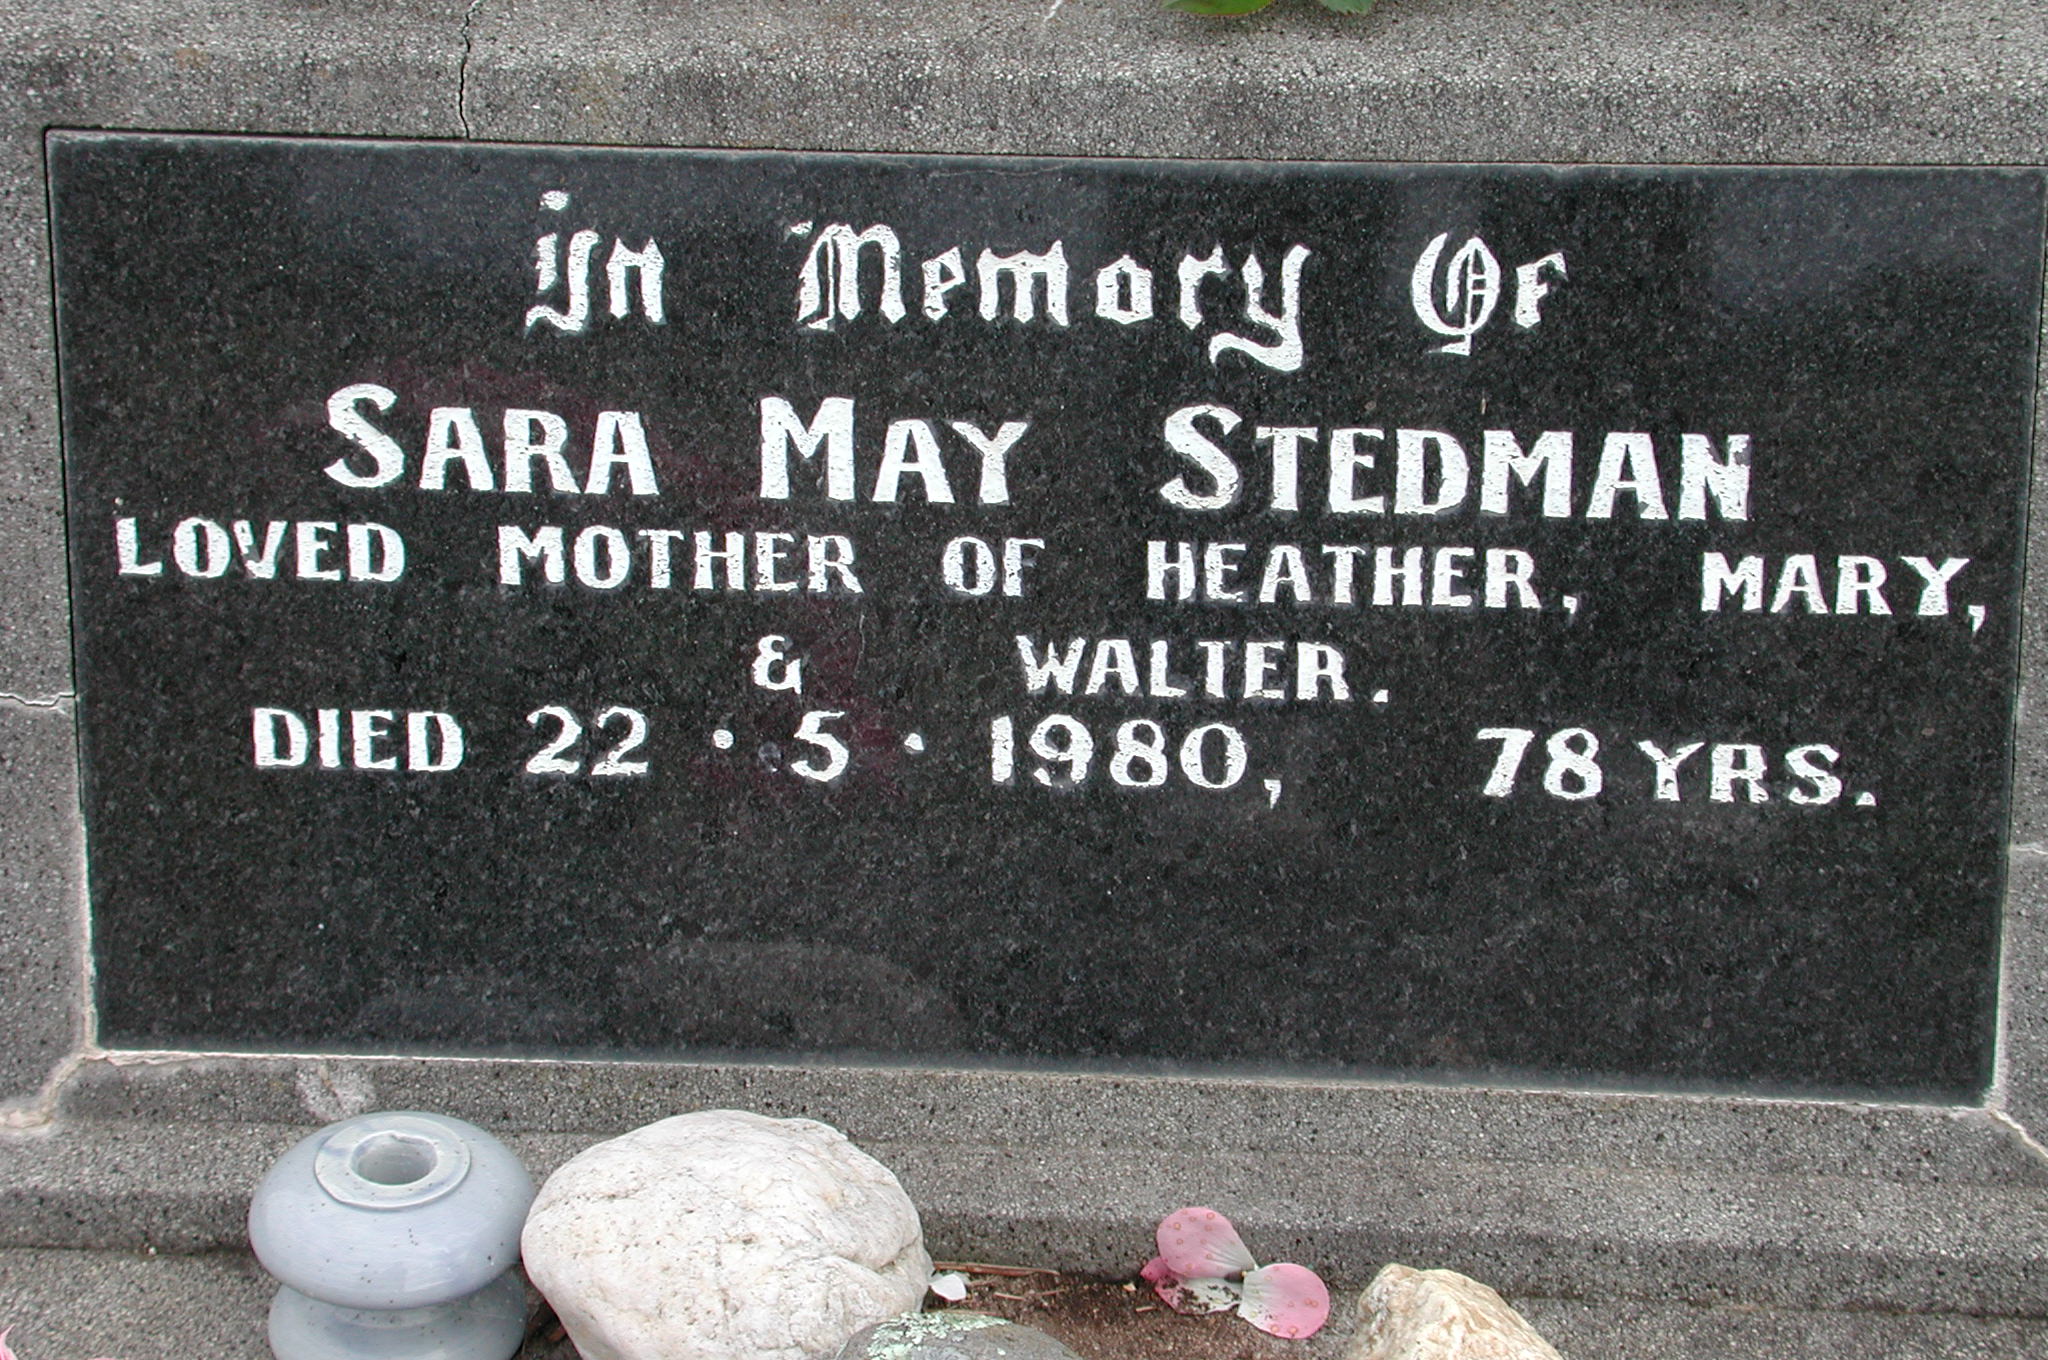 In Memory Of
SARA MAY STEDMAN
LOVED MOTHER OF HEATHER, MARY,
& WALTER.
DIED 22 · 5 · 1980, 78 YRS.